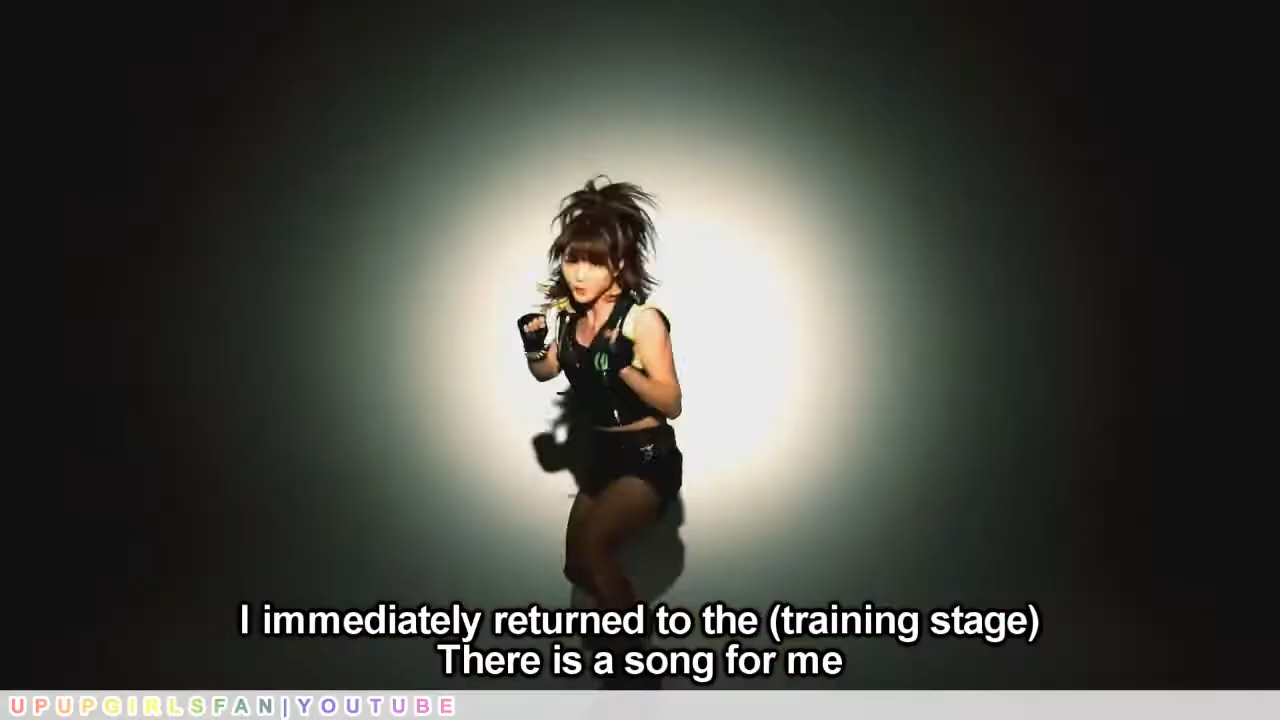 I immediately returned to the (training stage)
There is a song for me
UPUPGIRLSFAN|YOUTUBE